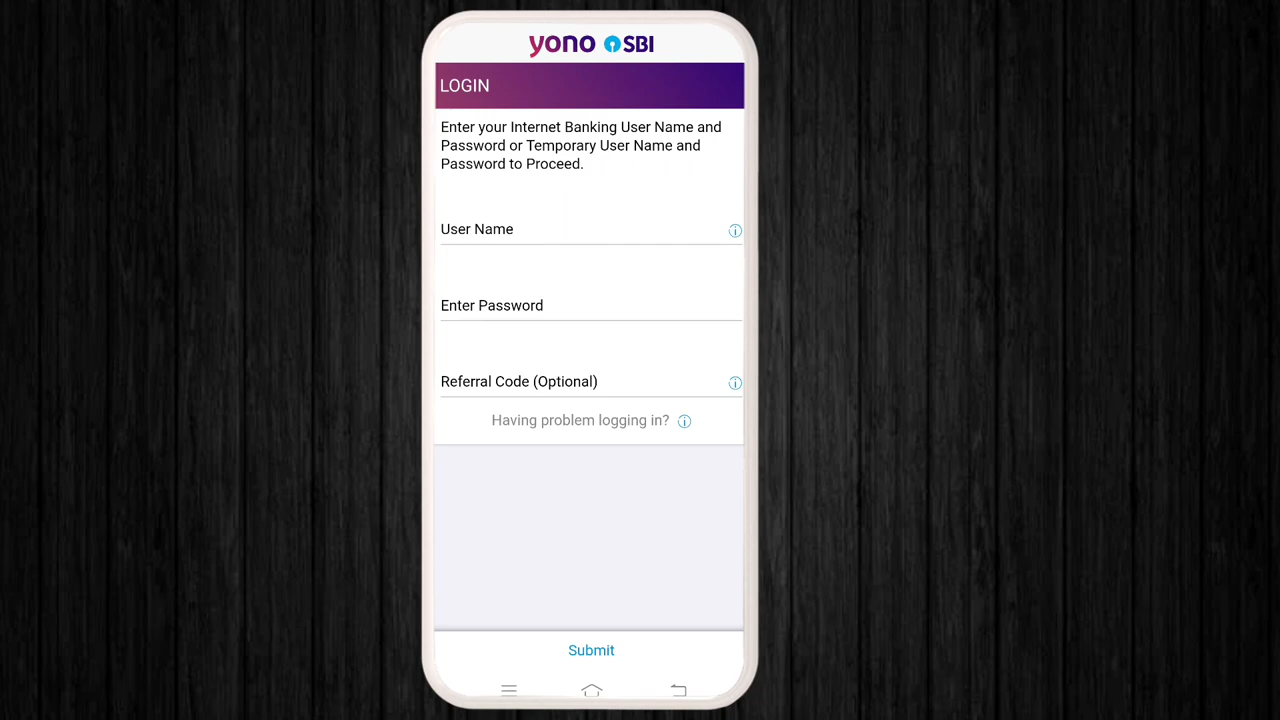 yono SBI
LOGIN
Enter your Internet Banking User Name and
Password or Temporary User Name and
Password to Proceed.
User Name
Enter Password
Referral Code (Optional)
Having problem logging in?
Submit